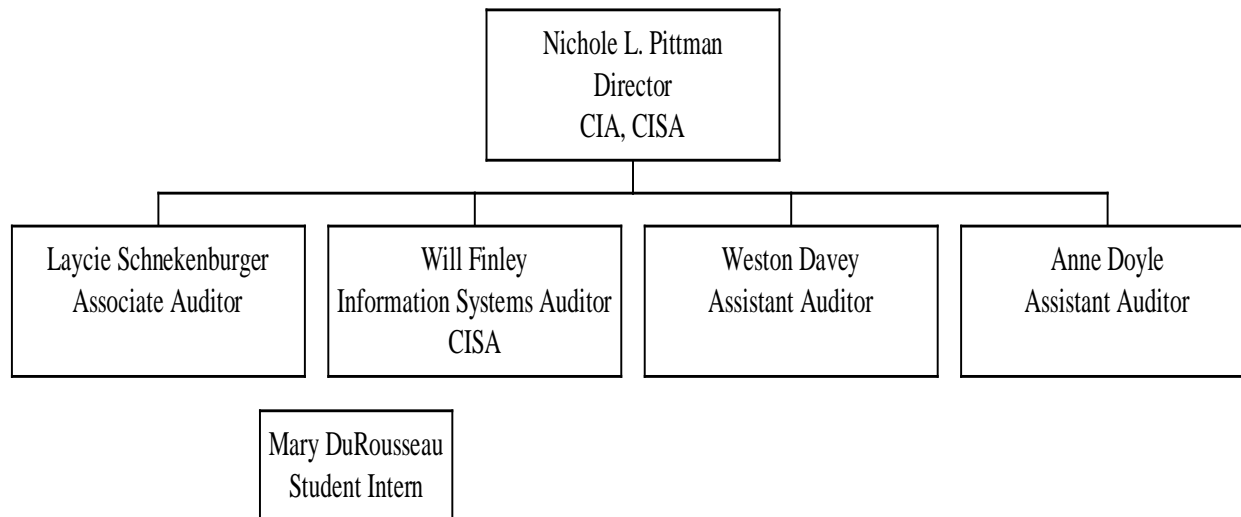 Nichole L. Pittman
Director
CIA, CISA
Laycie Schnekenburger
Associate Auditor
Will Finley
Information Systems Auditor
CISA
Weston Davey
Assistant Auditor
Anne Doyle
Assistant Auditor
Mary DuRousseau
Student Intern